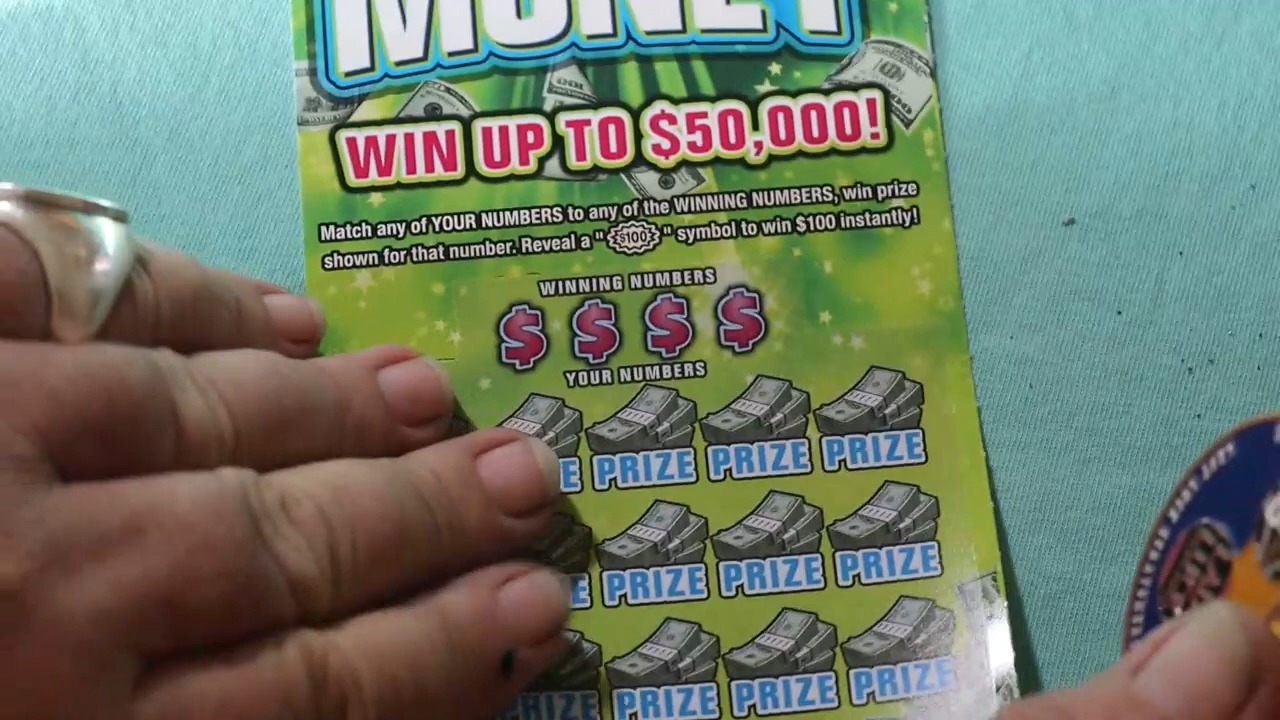 MONEY
WIN UP TO $50,000!
Match any of YOUR NUMBERS to any of the WINNING NUMBERS, win prize
shown for that number. Reveal a "$100" symbol to win $100 instantly!
WINNING NUMBERS
$ $ $ $
YOUR NUMBERS
PRIZE PRIZE PRIZE
PRIZE PRIZE PRIZE
PRIZE PRIZE PRIZE PRIZE